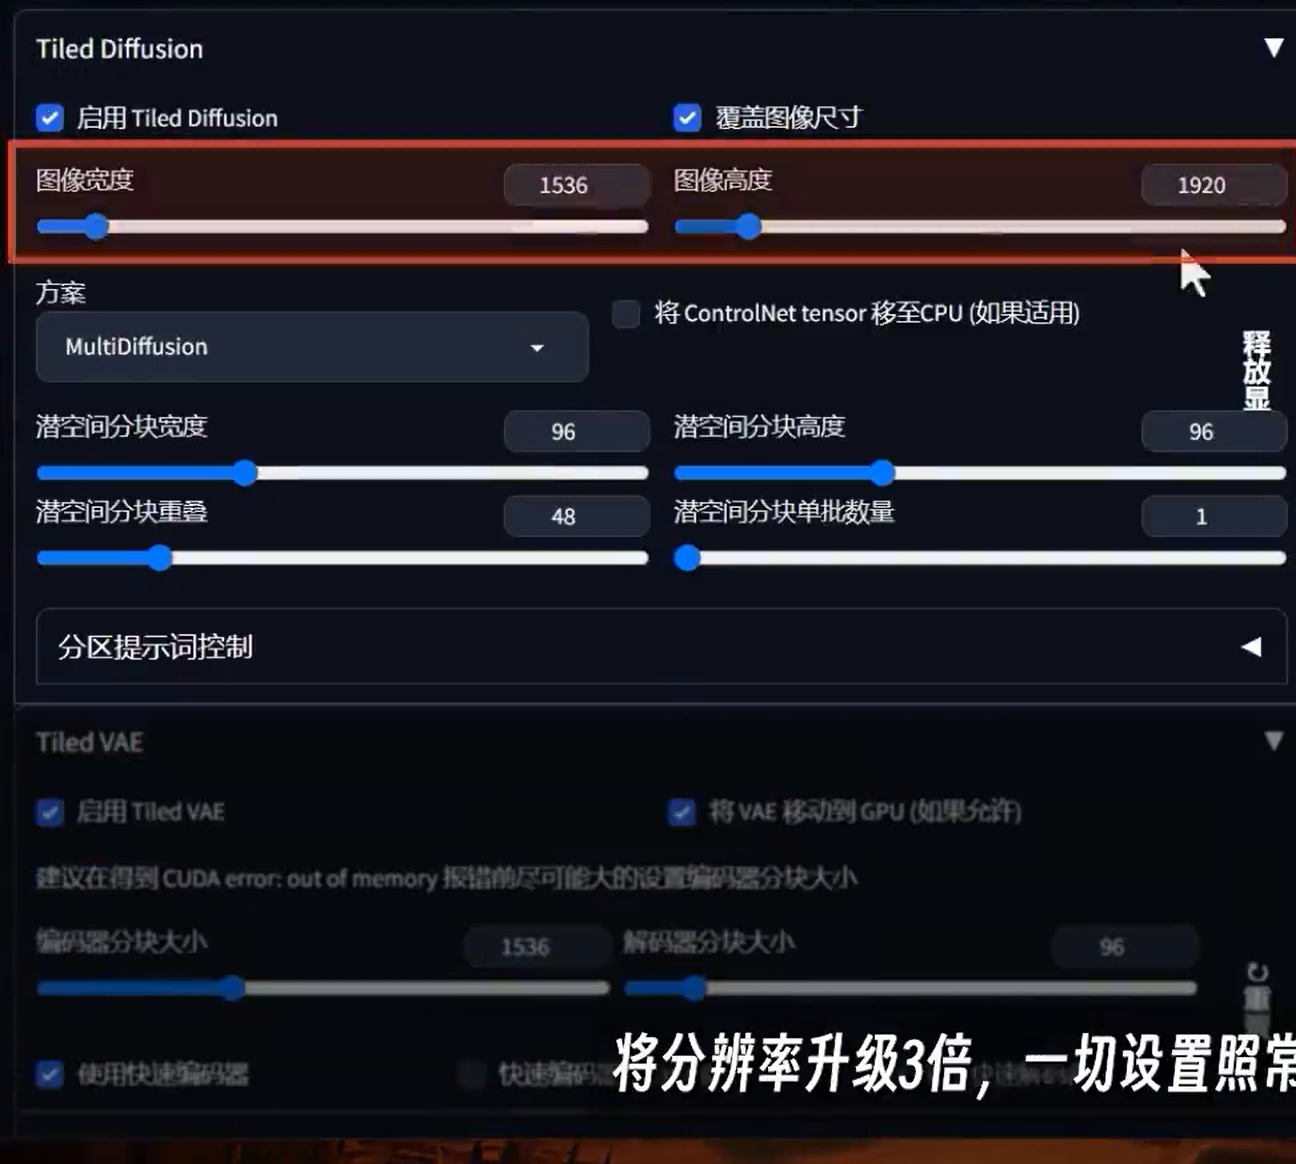 Tiled Diffusion
启用 Tiled Diffusion
覆盖图像尺寸
图像宽度
1536
图像高度
1920
方案
MultiDiffusion
将 ControlNet tensor 移至CPU (如果适用)
释放显
潜空间分块宽度
96
潜空间分块高度
96
潜空间分块重叠
48
潜空间分块单批数量
1
分区提示词控制
Tiled VAE
启用 Tiled VAE
将 VAE 移动到 GPU (如果允许)
建议在得到 CUDA error: out of memory 报错前尽可能大的设置编码器分块大小
编码器分块大小
1536
解码器分块大小
96
重
使用快速编码器
快速编码
将分辨率升级3倍，一切设置照常